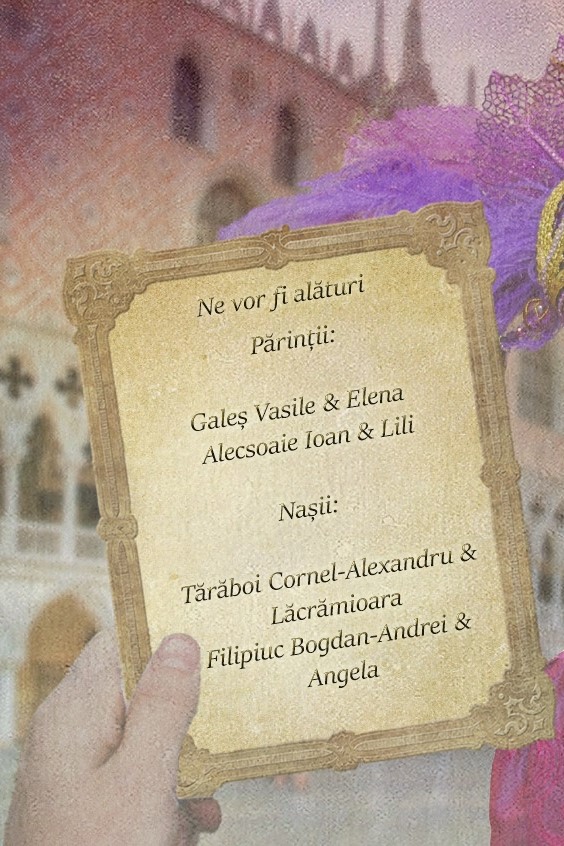 Ne vor fi alături
Părinții:
Galeș Vasile & Elena
Alecsoaie Ioan & Lili
Nașii:
Tărăboi Cornel-Alexandru &
Lăcrămioara
Filipiuc Bogdan-Andrei &
Angela